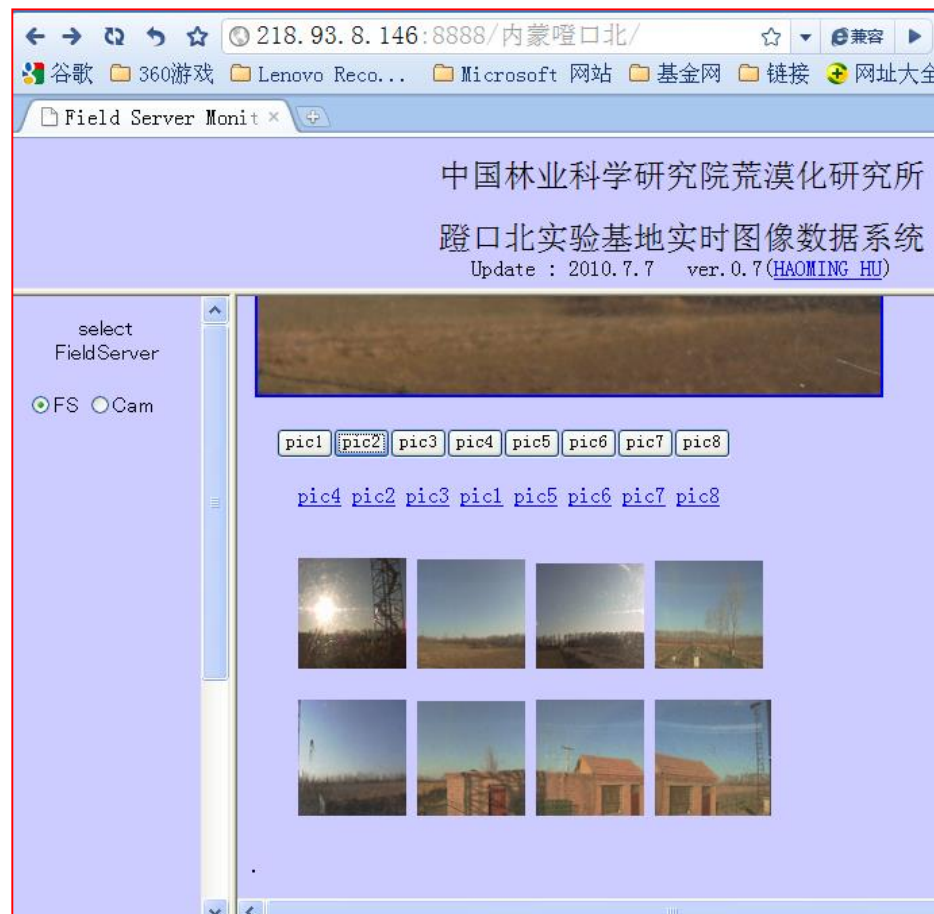 218.93.8.146:8888/内蒙噔口北/ 兼容
谷歌 360游戏 Lenovo Reco... Microsoft 网站 基金网 链接 网址大全
Field Server Monit
中国林业科学研究院荒漠化研究所
蹬口北实验基地实时图像数据系统
Update : 2010.7.7 ver.0.7(HAOMING HU)
select
FieldServer
FS Cam
pic1 pic2 pic3 pic4 pic5 pic6 pic7 pic8
pic4 pic2 pic3 pic1 pic5 pic6 pic7 pic8
.